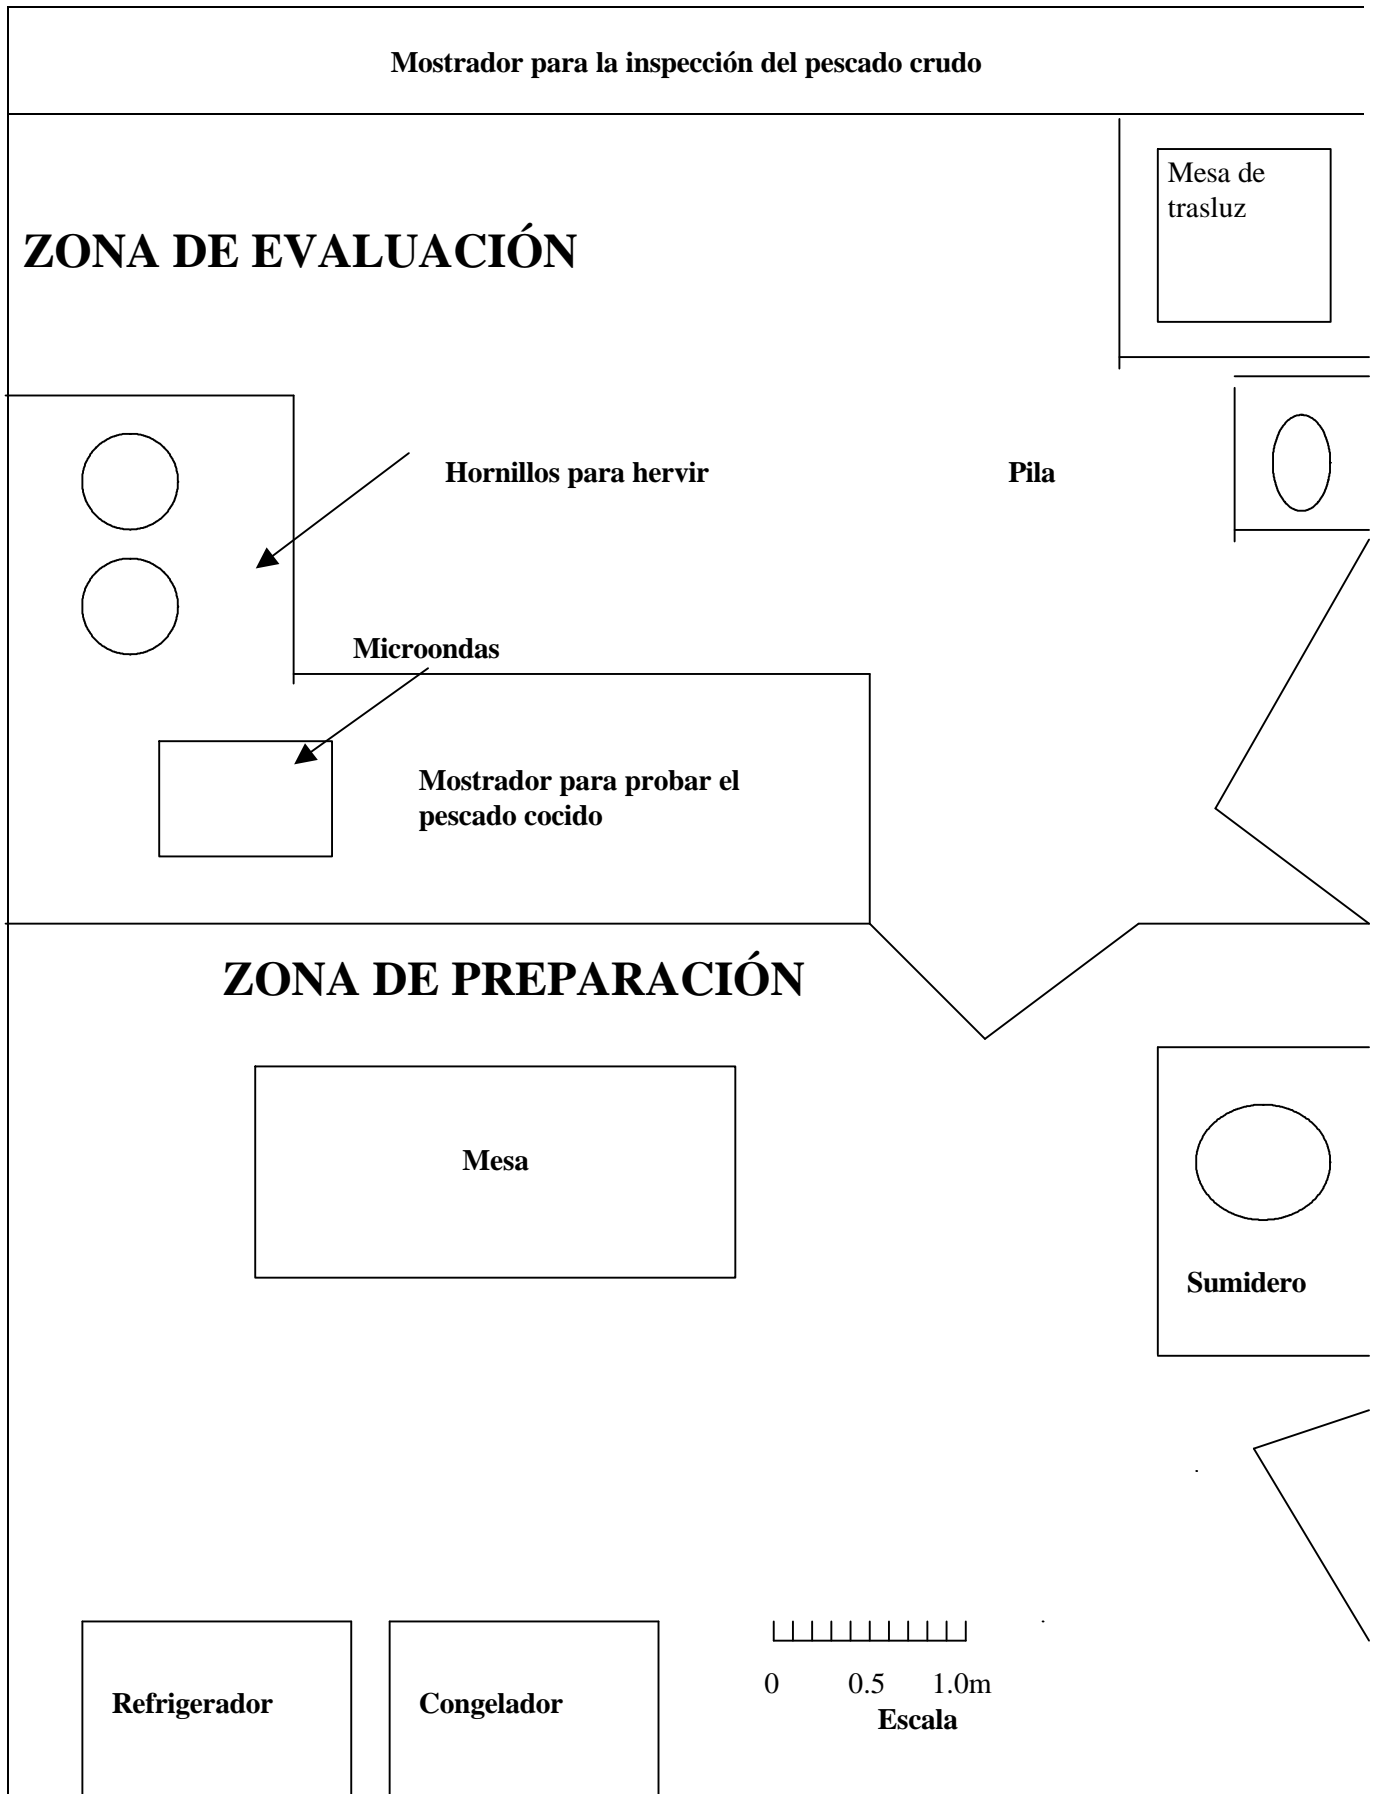 Mostrador para la inspección del pescado crudo
Mesa de
trasluz
ZONA DE EVALUACIÓN
Hornillos para hervir
Pila
Microondas
Mostrador para probar el
pescado cocido
ZONA DE PREPARACIÓN
Mesa
Sumidero
Refrigerador
Congelador
0 0.5 1.0m
Escala